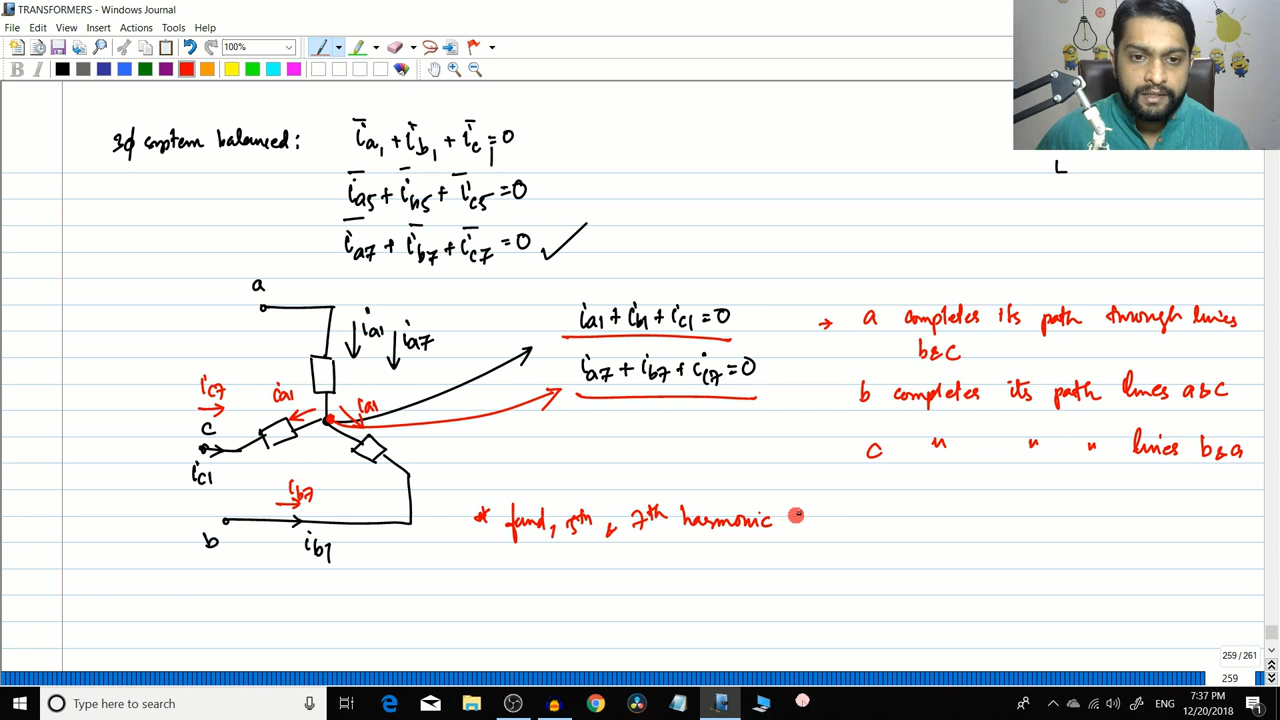 TRANSFORMERS - Windows Journal
File Edit View Insert Actions Tools Help
100%
B I
3φ system balanced: ia1 + ib1 + ic1 = 0
ia5 + ib5 + ic5 = 0
ia7 + ib7 + ic7 = 0 ✓
L
a
ia1
ia7
ia1 + ib1 + ic1 = 0
ia7 + ib7 + ic7 = 0
→ a completes its path through lines
b&c
b completes its path lines a&c
c " " " lines b&a
ic7
ia1
ia1
c
ic1
ib7
b
ib1
* fund, 5th & 7th harmonic
259 / 261
259
Type here to search
ENG
7:37 PM
12/20/2018
1